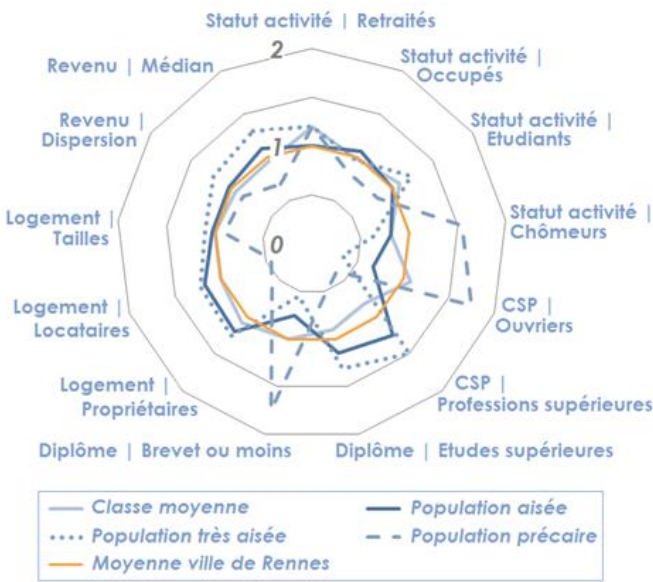 Statut activité | Retraités
2
Revenu | Médian
Statut activité |
Occupés
Revenu |
Dispersion
Statut activité |
Etudiants
1
Logement |
Tailles
Statut activité |
Chômeurs
0
Logement |
Locataires
CSP |
Ouvriers
Logement |
Propriétaires
CSP |
Professions supérieures
Diplôme | Brevet ou moins
Diplôme | Etudes supérieures
Classe moyenne
Population aisée
Population très aisée
Population précaire
Moyenne ville de Rennes